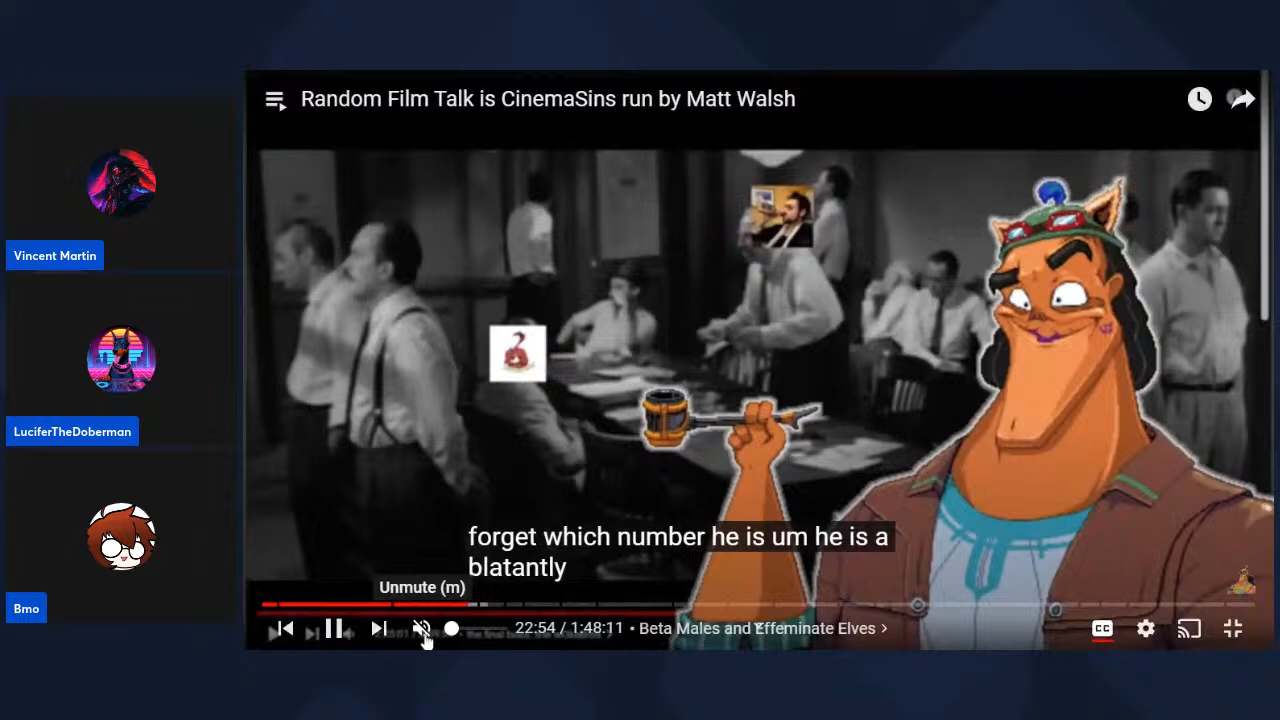 Random Film Talk is CinemaSins run by Matt Walsh
Vincent Martin
LuciferTheDoberman
Bmo
forget which number he is um he is a
blatantly
Unmute (m)
22:54 / 1:48:11 • Beta Males and Effeminate Elves >
CC